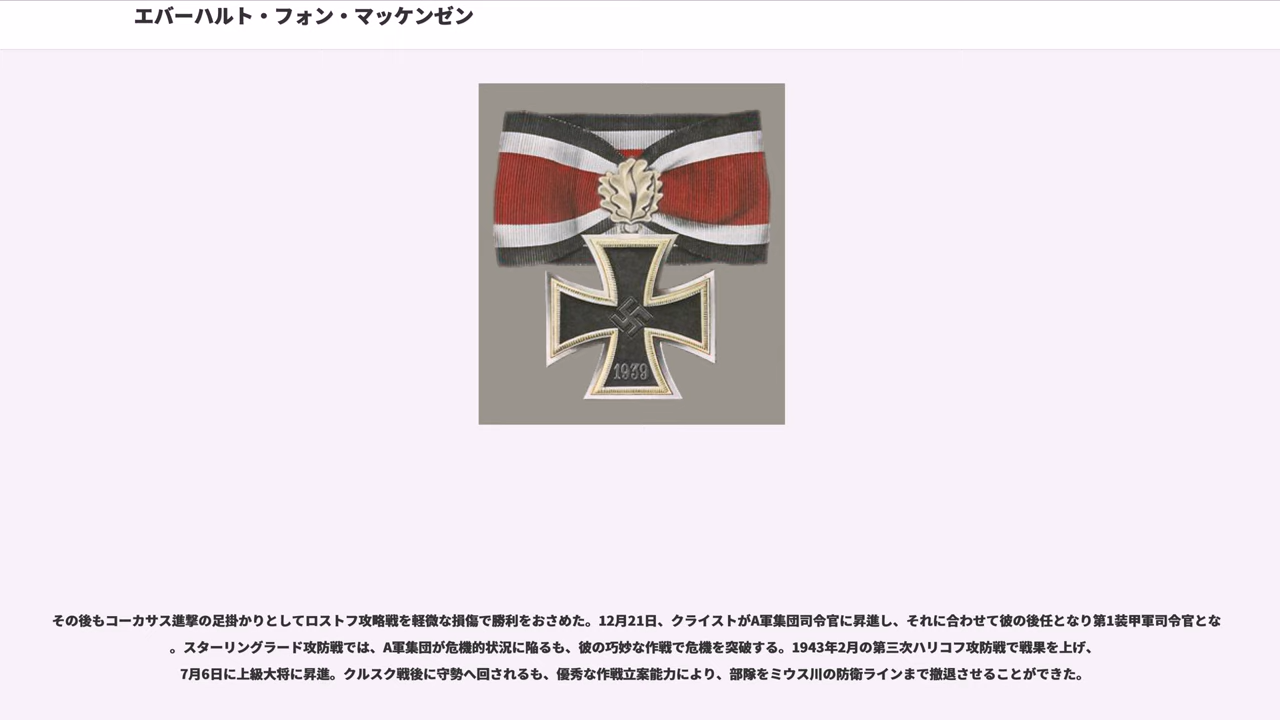 エバーハルト・フォン・マッケンゼン
1939
その後もコーカサス進撃の足掛かりとしてロストフ攻略戦を軽微な損傷で勝利をおさめた。12月21日、クライストがA軍集団司令官に昇進し、それに合わせて彼の後任となり第1装甲軍司令官とな
。スターリングラード攻防戦では、A軍集団が危機的状況に陥るも、彼の巧妙な作戦で危機を突破する。1943年2月の第三次ハリコフ攻防戦で戦果を上げ、
7月6日に上級大将に昇進。クルスク戦後に守勢へ回されるも、優秀な作戦立案能力により、部隊をミウス川の防衛ラインまで撤退させることができた。